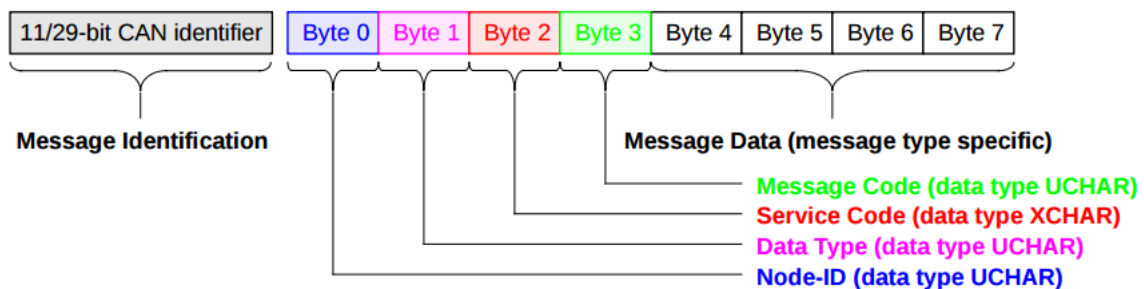 11/29-bit CAN identifier Byte 0 Byte 1 Byte 2 Byte 3 Byte 4 Byte 5 Byte 6 Byte 7
Message Identification Message Data (message type specific)
Message Code (data type UCHAR)
Service Code (data type XCHAR)
Data Type (data type UCHAR)
Node-ID (data type UCHAR)